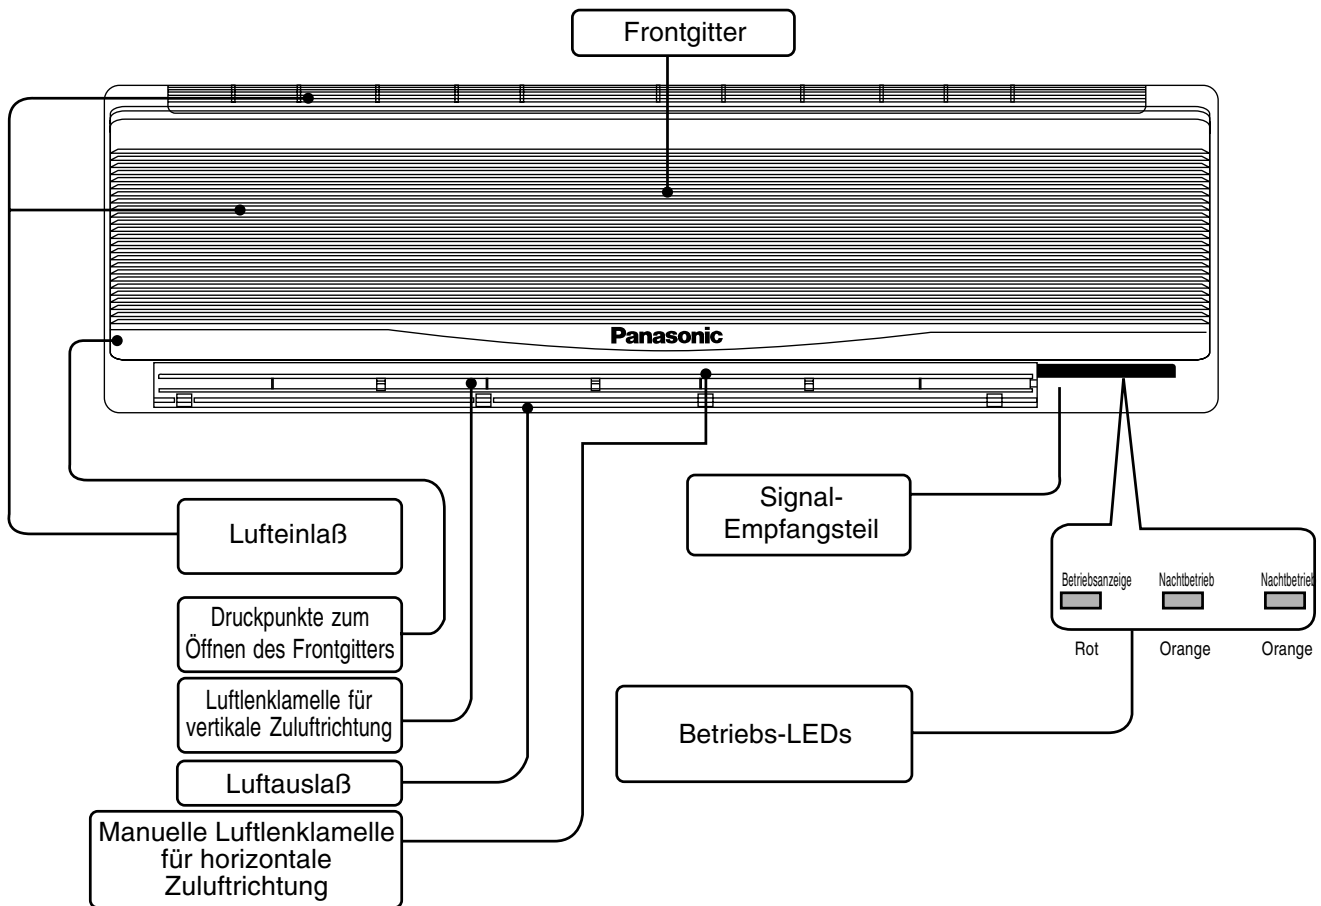 Frontgitter
Panasonic
Lufteinlaß
Signal-
Empfangsteil
Betriebsanzeige
Nachtbetrieb
Nachtbetrieb
Rot
Orange
Orange
Druckpunkte zum
Öffnen des Frontgitters
Luftlenklamelle für
vertikale Zuluftrichtung
Betriebs-LEDs
Luftauslaß
Manuelle Luftlenklamelle
für horizontale
Zuluftrichtung